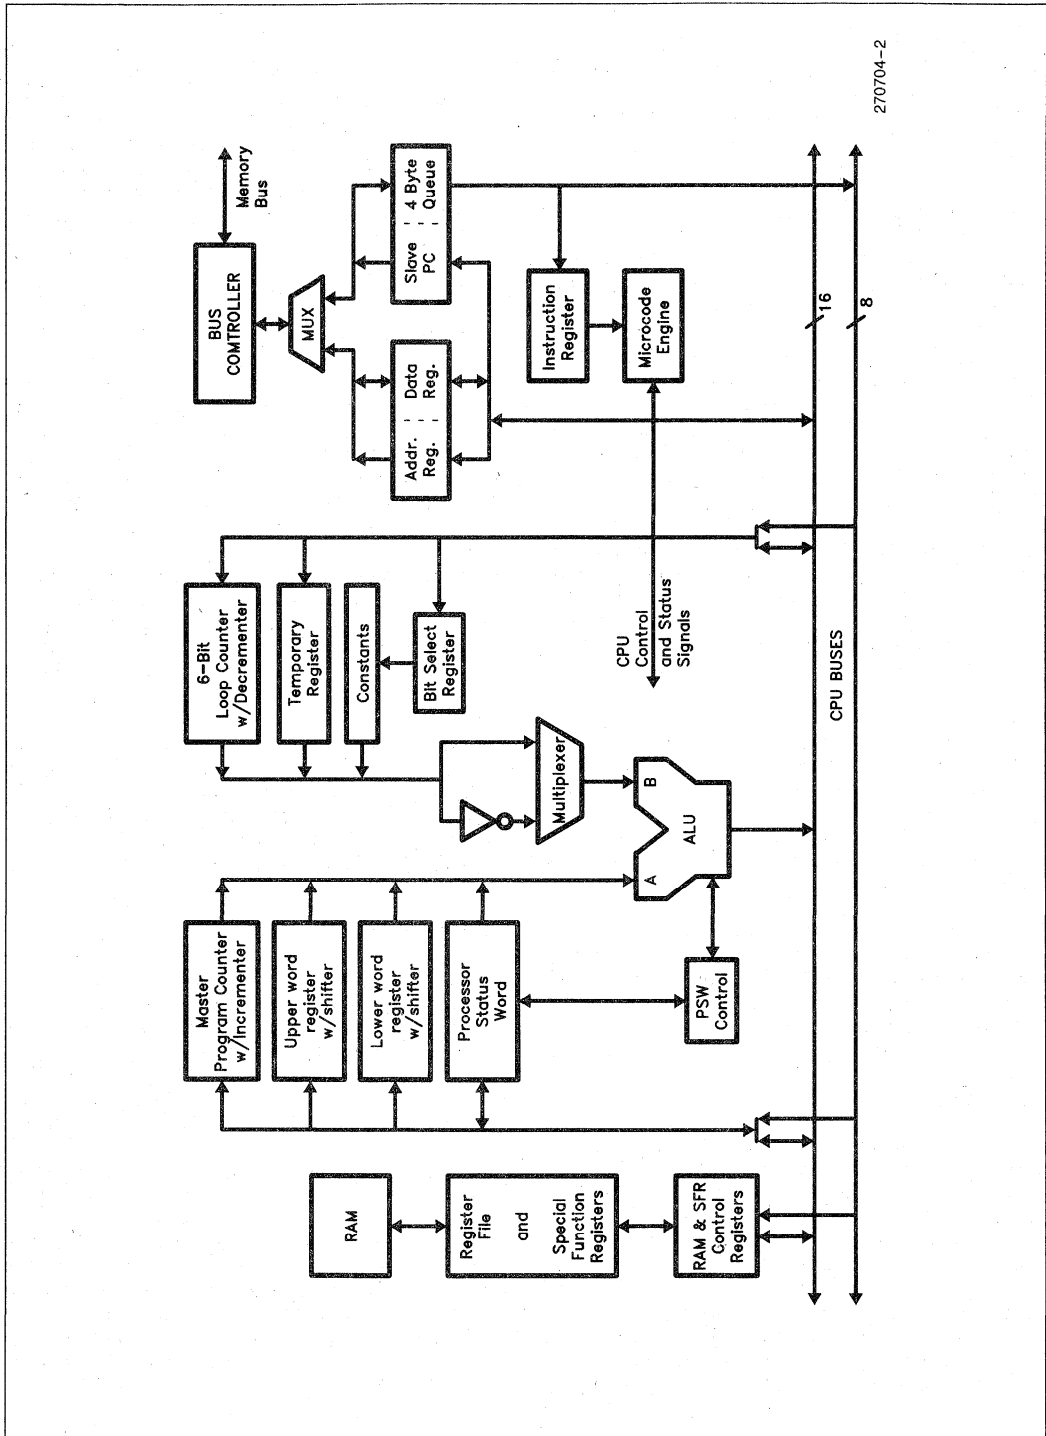 270704-2
RAM
Register
File
and
Special
Function
Registers
RAM & SFR
Control
Registers
Master
Program Counter
w/Incrementer
Upper word
register
w/shifter
Lower word
register
w/shifter
Processor
Status
Word
PSW
Control
A
B
ALU
Multiplexer
6-Bit
Loop Counter
w/Decrementer
Temporary
Register
Constants
Bit Select
Register
CPU
Control
and Status
Signals
BUS
COMTROLLER
Memory
Bus
MUX
Addr.
Reg.
Data
Reg.
Slave
PC
4 Byte
Queue
Instruction
Register
Microcode
Engine
16
8
CPU BUSES